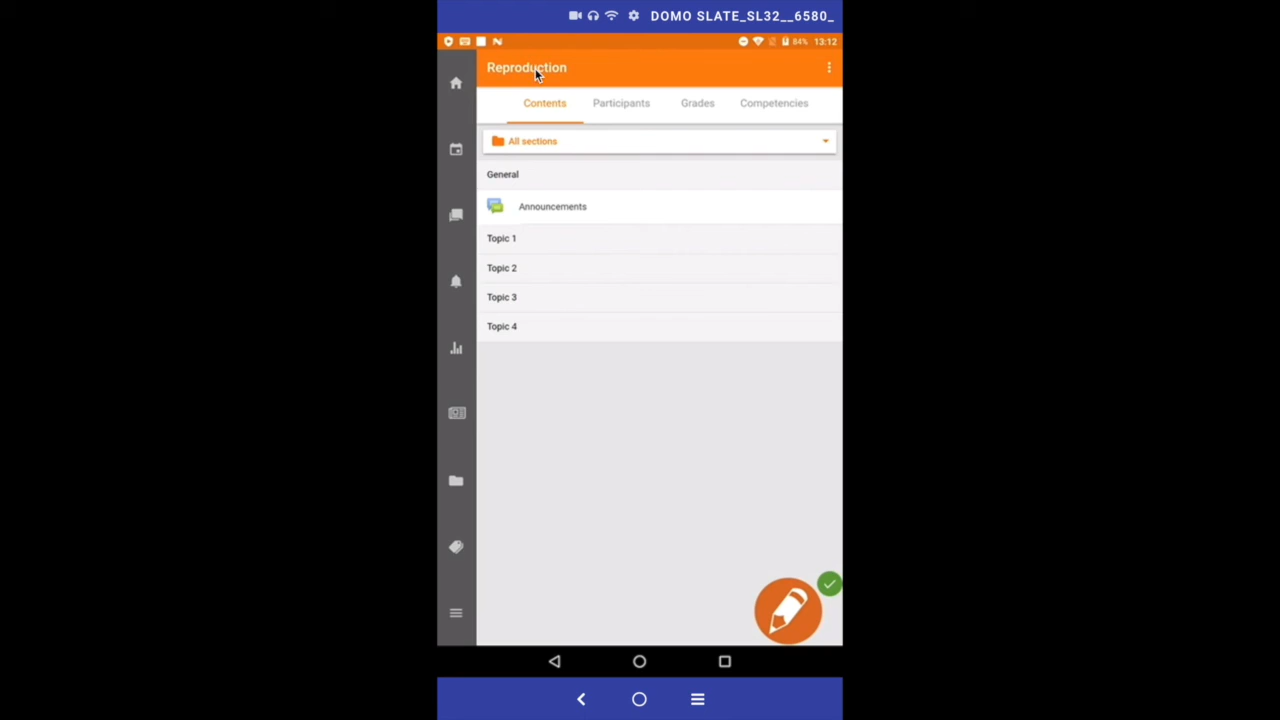 DOMO SLATE_SL32__6580_
84% 13:12
Reproduction
Contents Participants Grades Competencies
All sections
General
Announcements
Topic 1
Topic 2
Topic 3
Topic 4